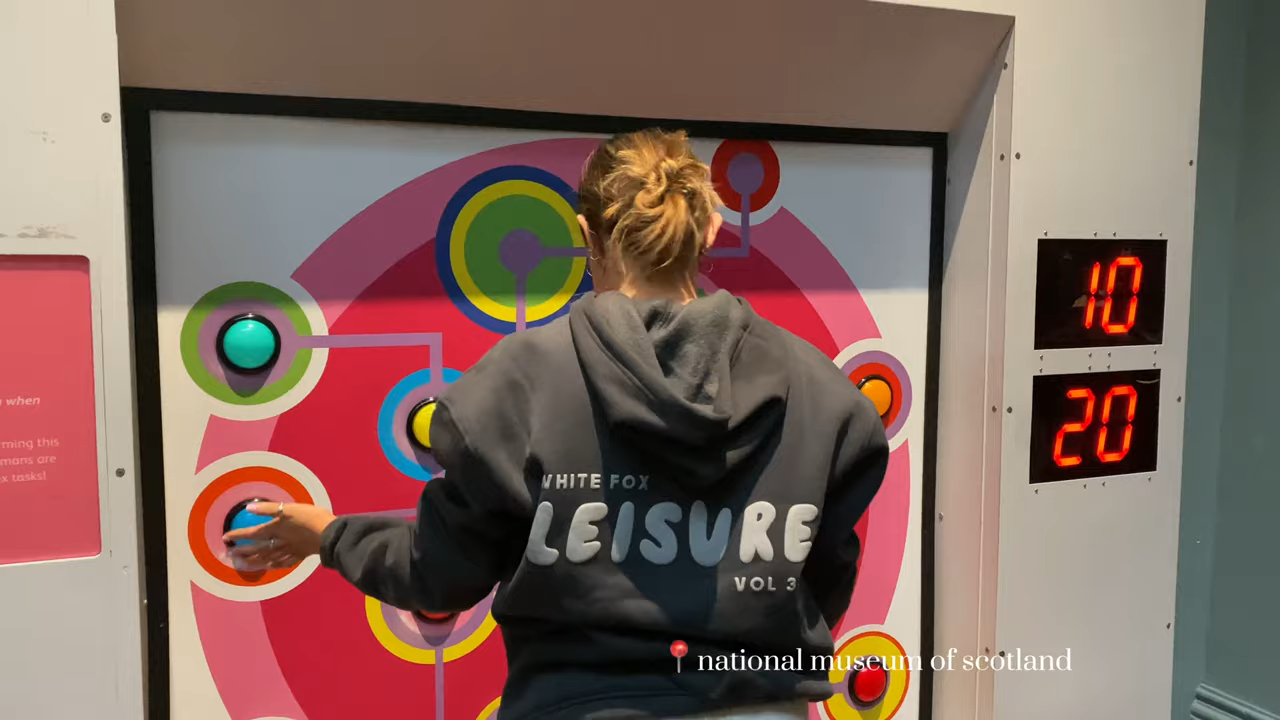 when
ming this
mans are
x tasks!
10
20
WHITE FOX
LEISURE
VOL 3
national museum of scotland